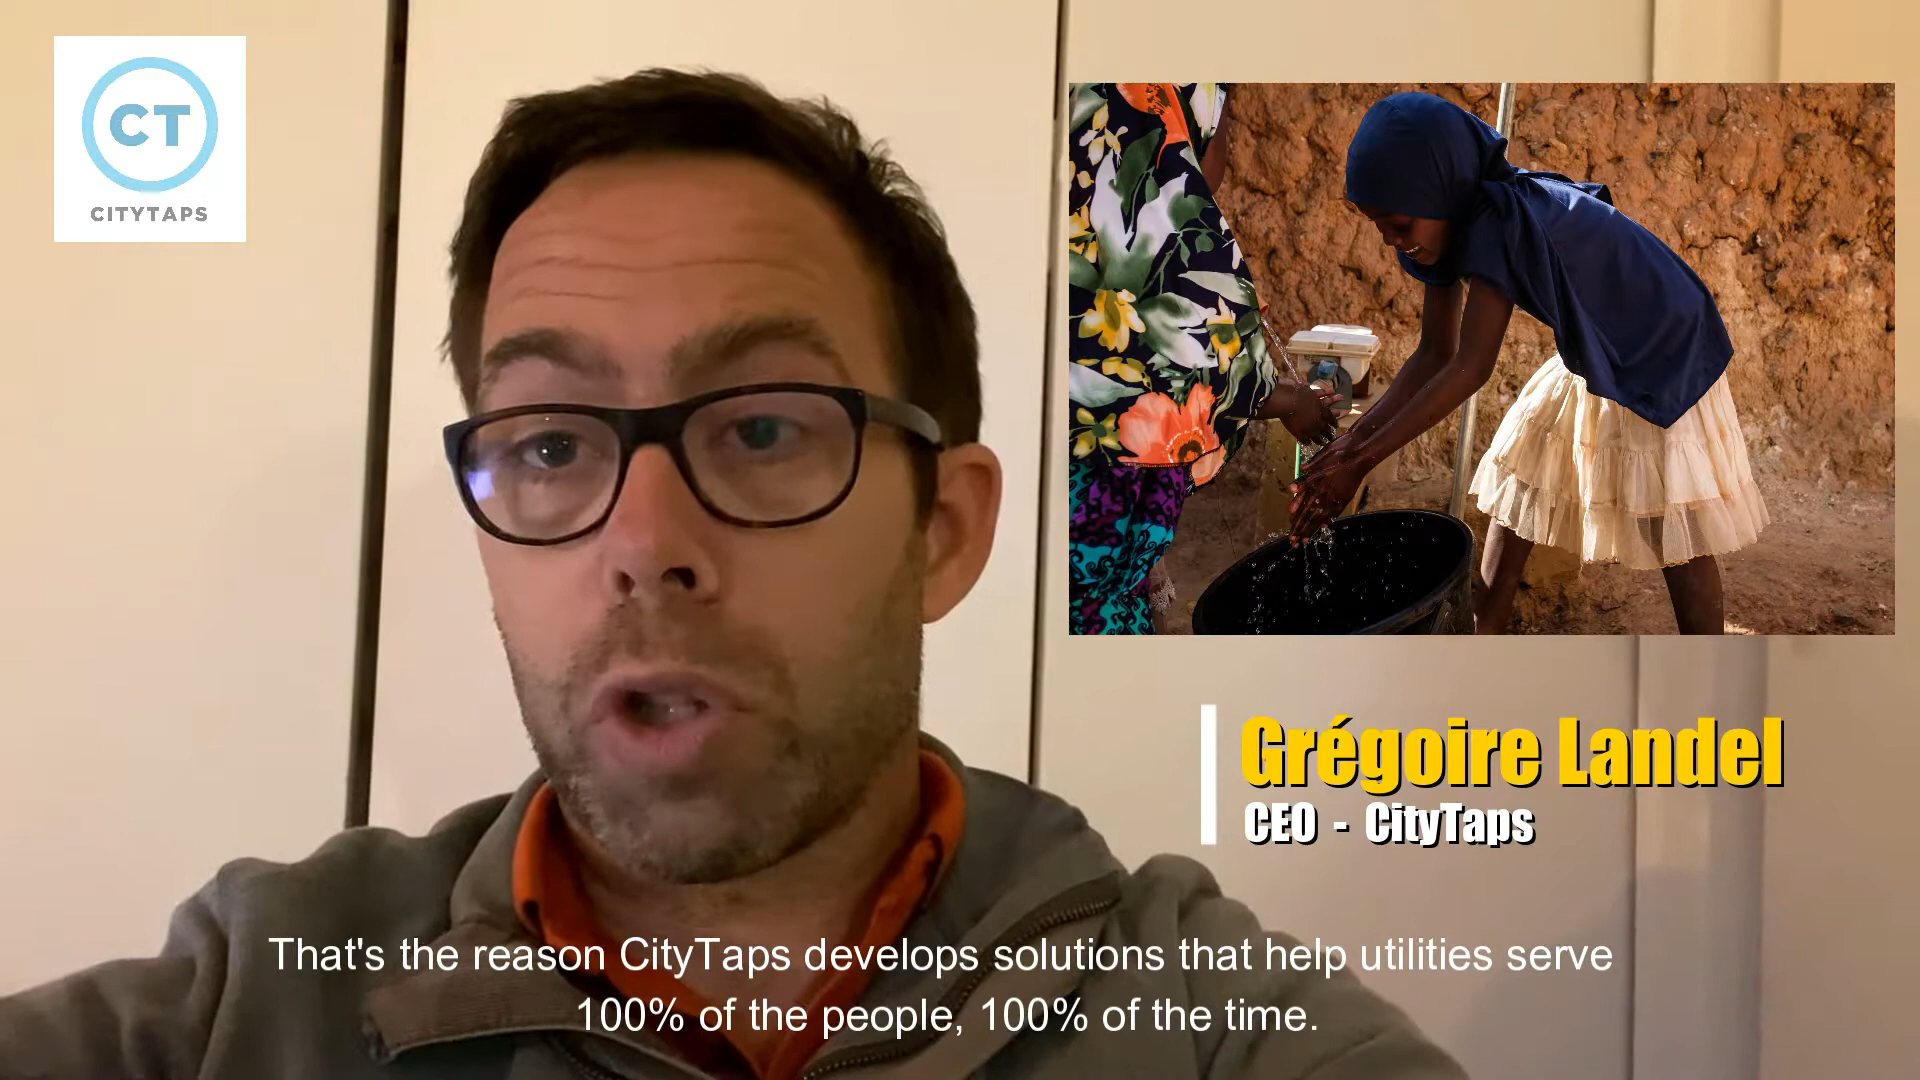 CT
CITYTAPS
Grégoire Landel
CEO - CityTaps
That's the reason CityTaps develops solutions that help utilities serve
100% of the people, 100% of the time.